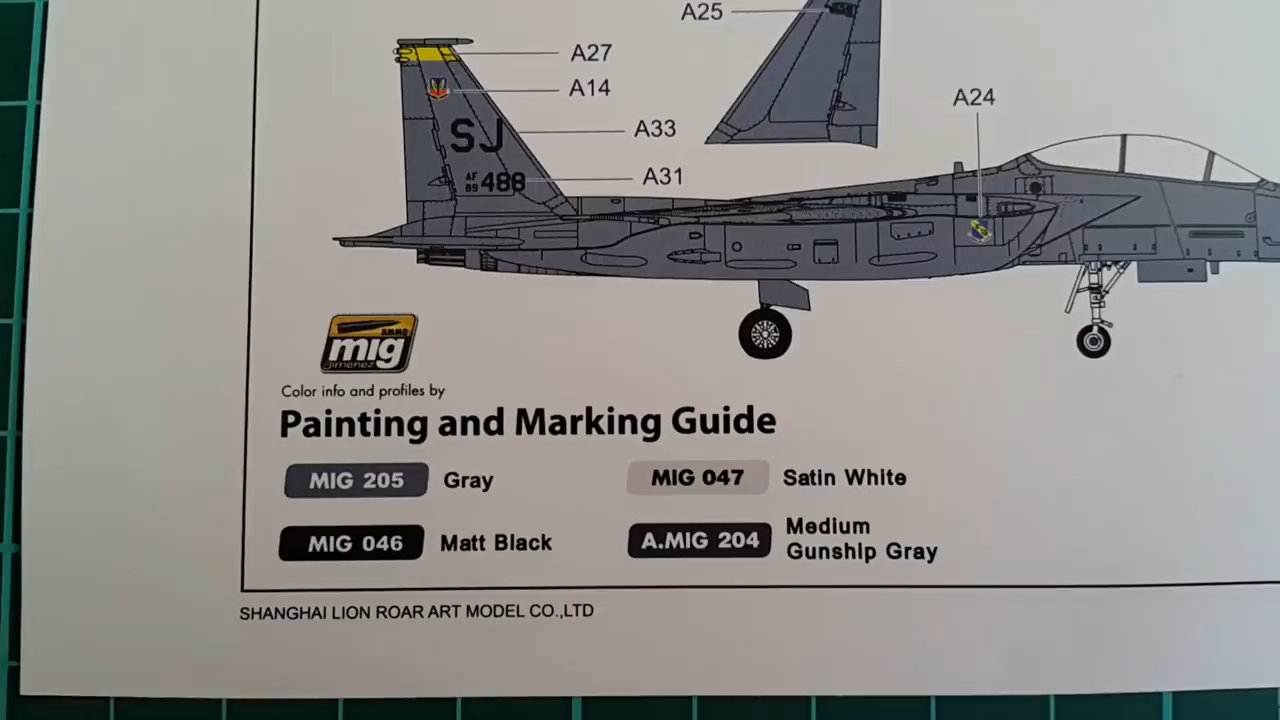 A25
A27
A14
A24
SJ
A33
AF
89 488
A31
AMMO
mig
jimenez
Color info and profiles by
Painting and Marking Guide
MIG 205 Gray
MIG 047 Satin White
MIG 046 Matt Black
A.MIG 204 Medium
Gunship Gray
SHANGHAI LION ROAR ART MODEL CO.,LTD